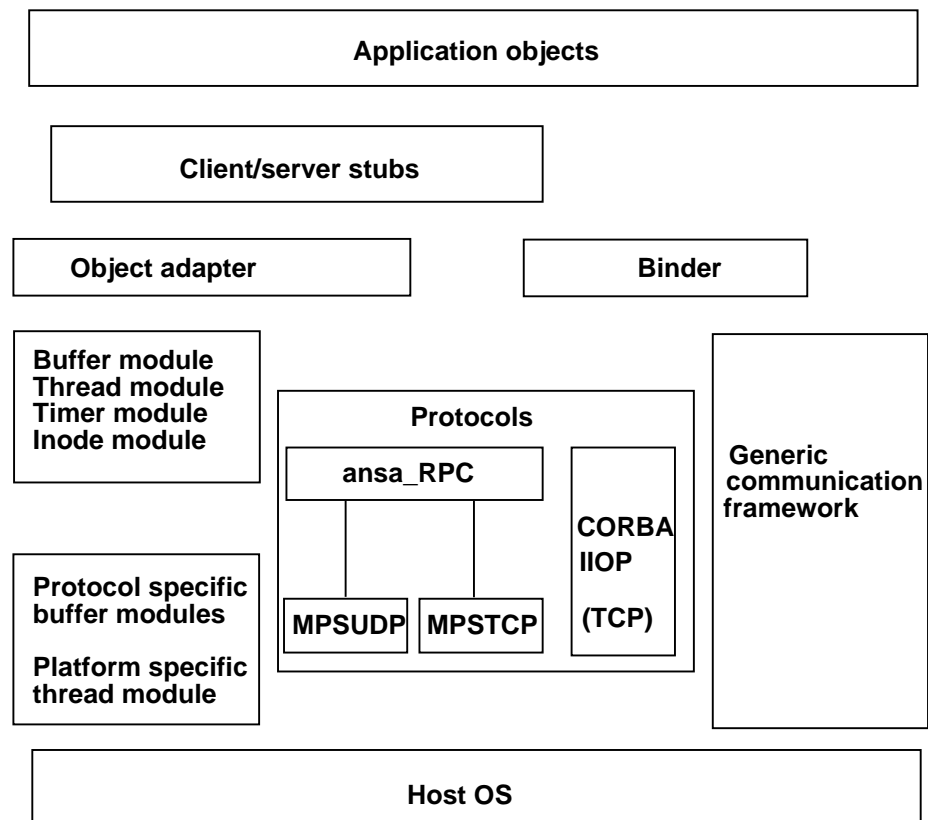 Application objects
Client/server stubs
Object adapter
Binder
Buffer module
Thread module
Timer module
Inode module
Protocols
ansa_RPC
MPSUDP
MPSTCP
CORBA
IIOP
(TCP)
Generic
communication
framework
Protocol specific
buffer modules
Platform specific
thread module
Host OS